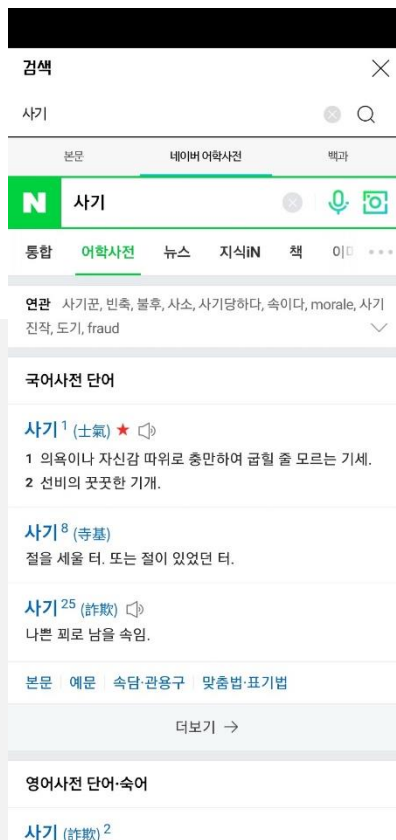 검색
사기
본문 네이버 어학사전 백과
N 사기
통합 어학사전 뉴스 지식iN 책
연관 사기꾼, 빈축, 불후, 사소, 사기당하다, 속이다, morale, 사기
진작, 도기, fraud
국어사전 단어
사기1 (士氣) ★
1 의욕이나 자신감 따위로 충만하여 굽힐 줄 모르는 기세.
2 선비의 꿋꿋한 기개.
사기8 (寺基)
절을 세울 터. 또는 절이 있었던 터.
사기25 (詐欺)
나쁜 꾀로 남을 속임.
본문 예문 속담·관용구 맞춤법·표기법
더보기 →
영어사전 단어·숙어
사기 (詐欺)2